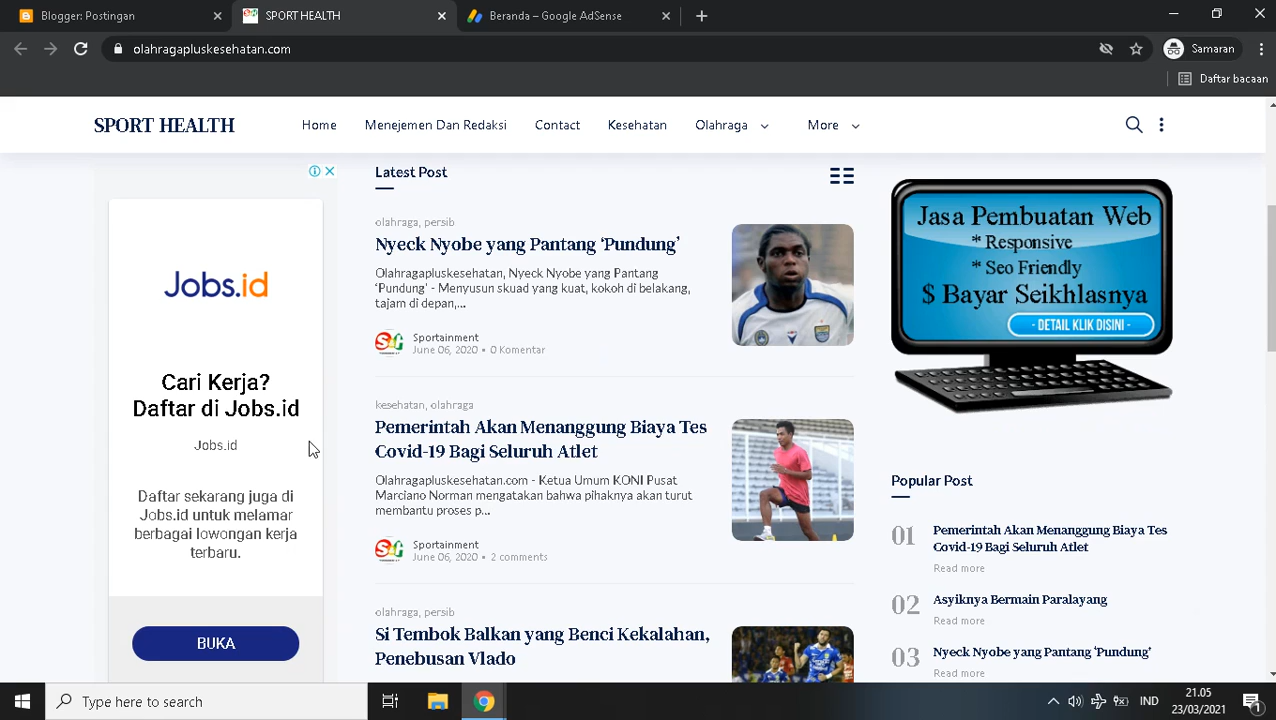 Blogger: Postingan
SPORT HEALTH
Beranda – Google AdSense
olahragapluskesehatan.com
Samaran
Daftar bacaan
SPORT HEALTH
Home
Menejemen Dan Redaksi
Contact
Kesehatan
Olahraga
More
Jobs.id
Cari Kerja?
Daftar di Jobs.id
Jobs.id
Daftar sekarang juga di
Jobs.id untuk melamar
berbagai lowongan kerja
terbaru.
BUKA
Latest Post
olahraga, persib
Nyeck Nyobe yang Pantang ‘Pundung’
Olahragapluskesehatan, Nyeck Nyobe yang Pantang
‘Pundung’ - Menyusun skuad yang kuat, kokoh di belakang,
tajam di depan,...
Sportainment
June 06, 2020 • 0 Komentar
kesehatan, olahraga
Pemerintah Akan Menanggung Biaya Tes
Covid-19 Bagi Seluruh Atlet
Olahragapluskesehatan.com - Ketua Umum KONI Pusat
Marciano Norman mengatakan bahwa pihaknya akan turut
membantu proses p...
Sportainment
June 06, 2020 • 2 comments
olahraga, persib
Si Tembok Balkan yang Benci Kekalahan,
Penebusan Vlado
Jasa Pembuatan Web
* Responsive
* Seo Friendly
$ Bayar Seikhlasnya
- DETAIL KLIK DISINI -
Popular Post
01
Pemerintah Akan Menanggung Biaya Tes
Covid-19 Bagi Seluruh Atlet
Read more
02
Asyiknya Bermain Paralayang
Read more
03
Nyeck Nyobe yang Pantang ‘Pundung’
Read more
Type here to search
IND
21.05
23/03/2021
1